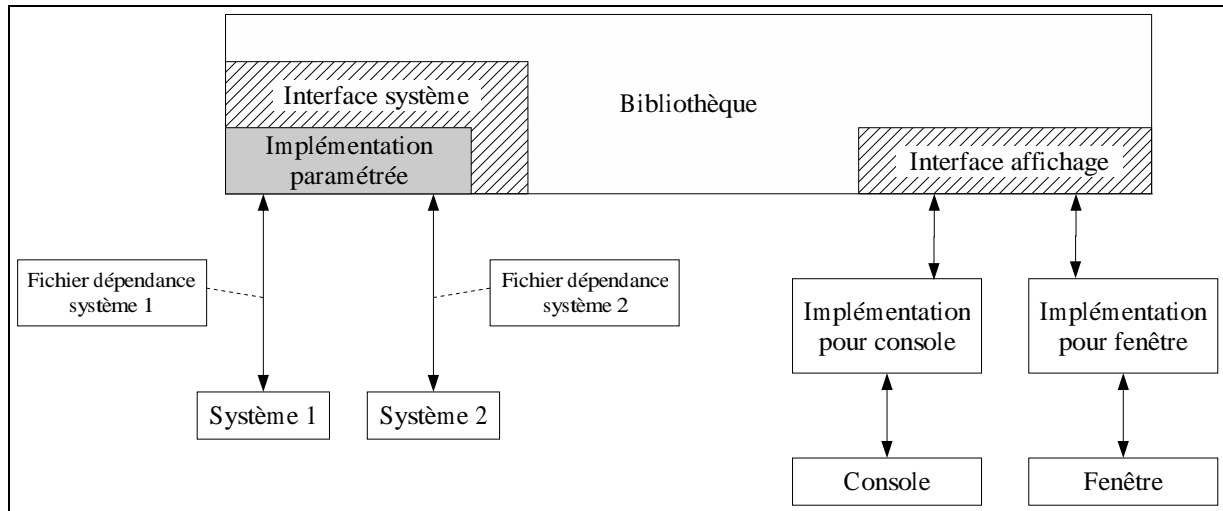 Interface système
Bibliothèque
Implémentation
paramétrée
Interface affichage
Fichier dépendance
système 1
Fichier dépendance
système 2
Implémentation
pour console
Implémentation
pour fenêtre
Système 1
Système 2
Console
Fenêtre